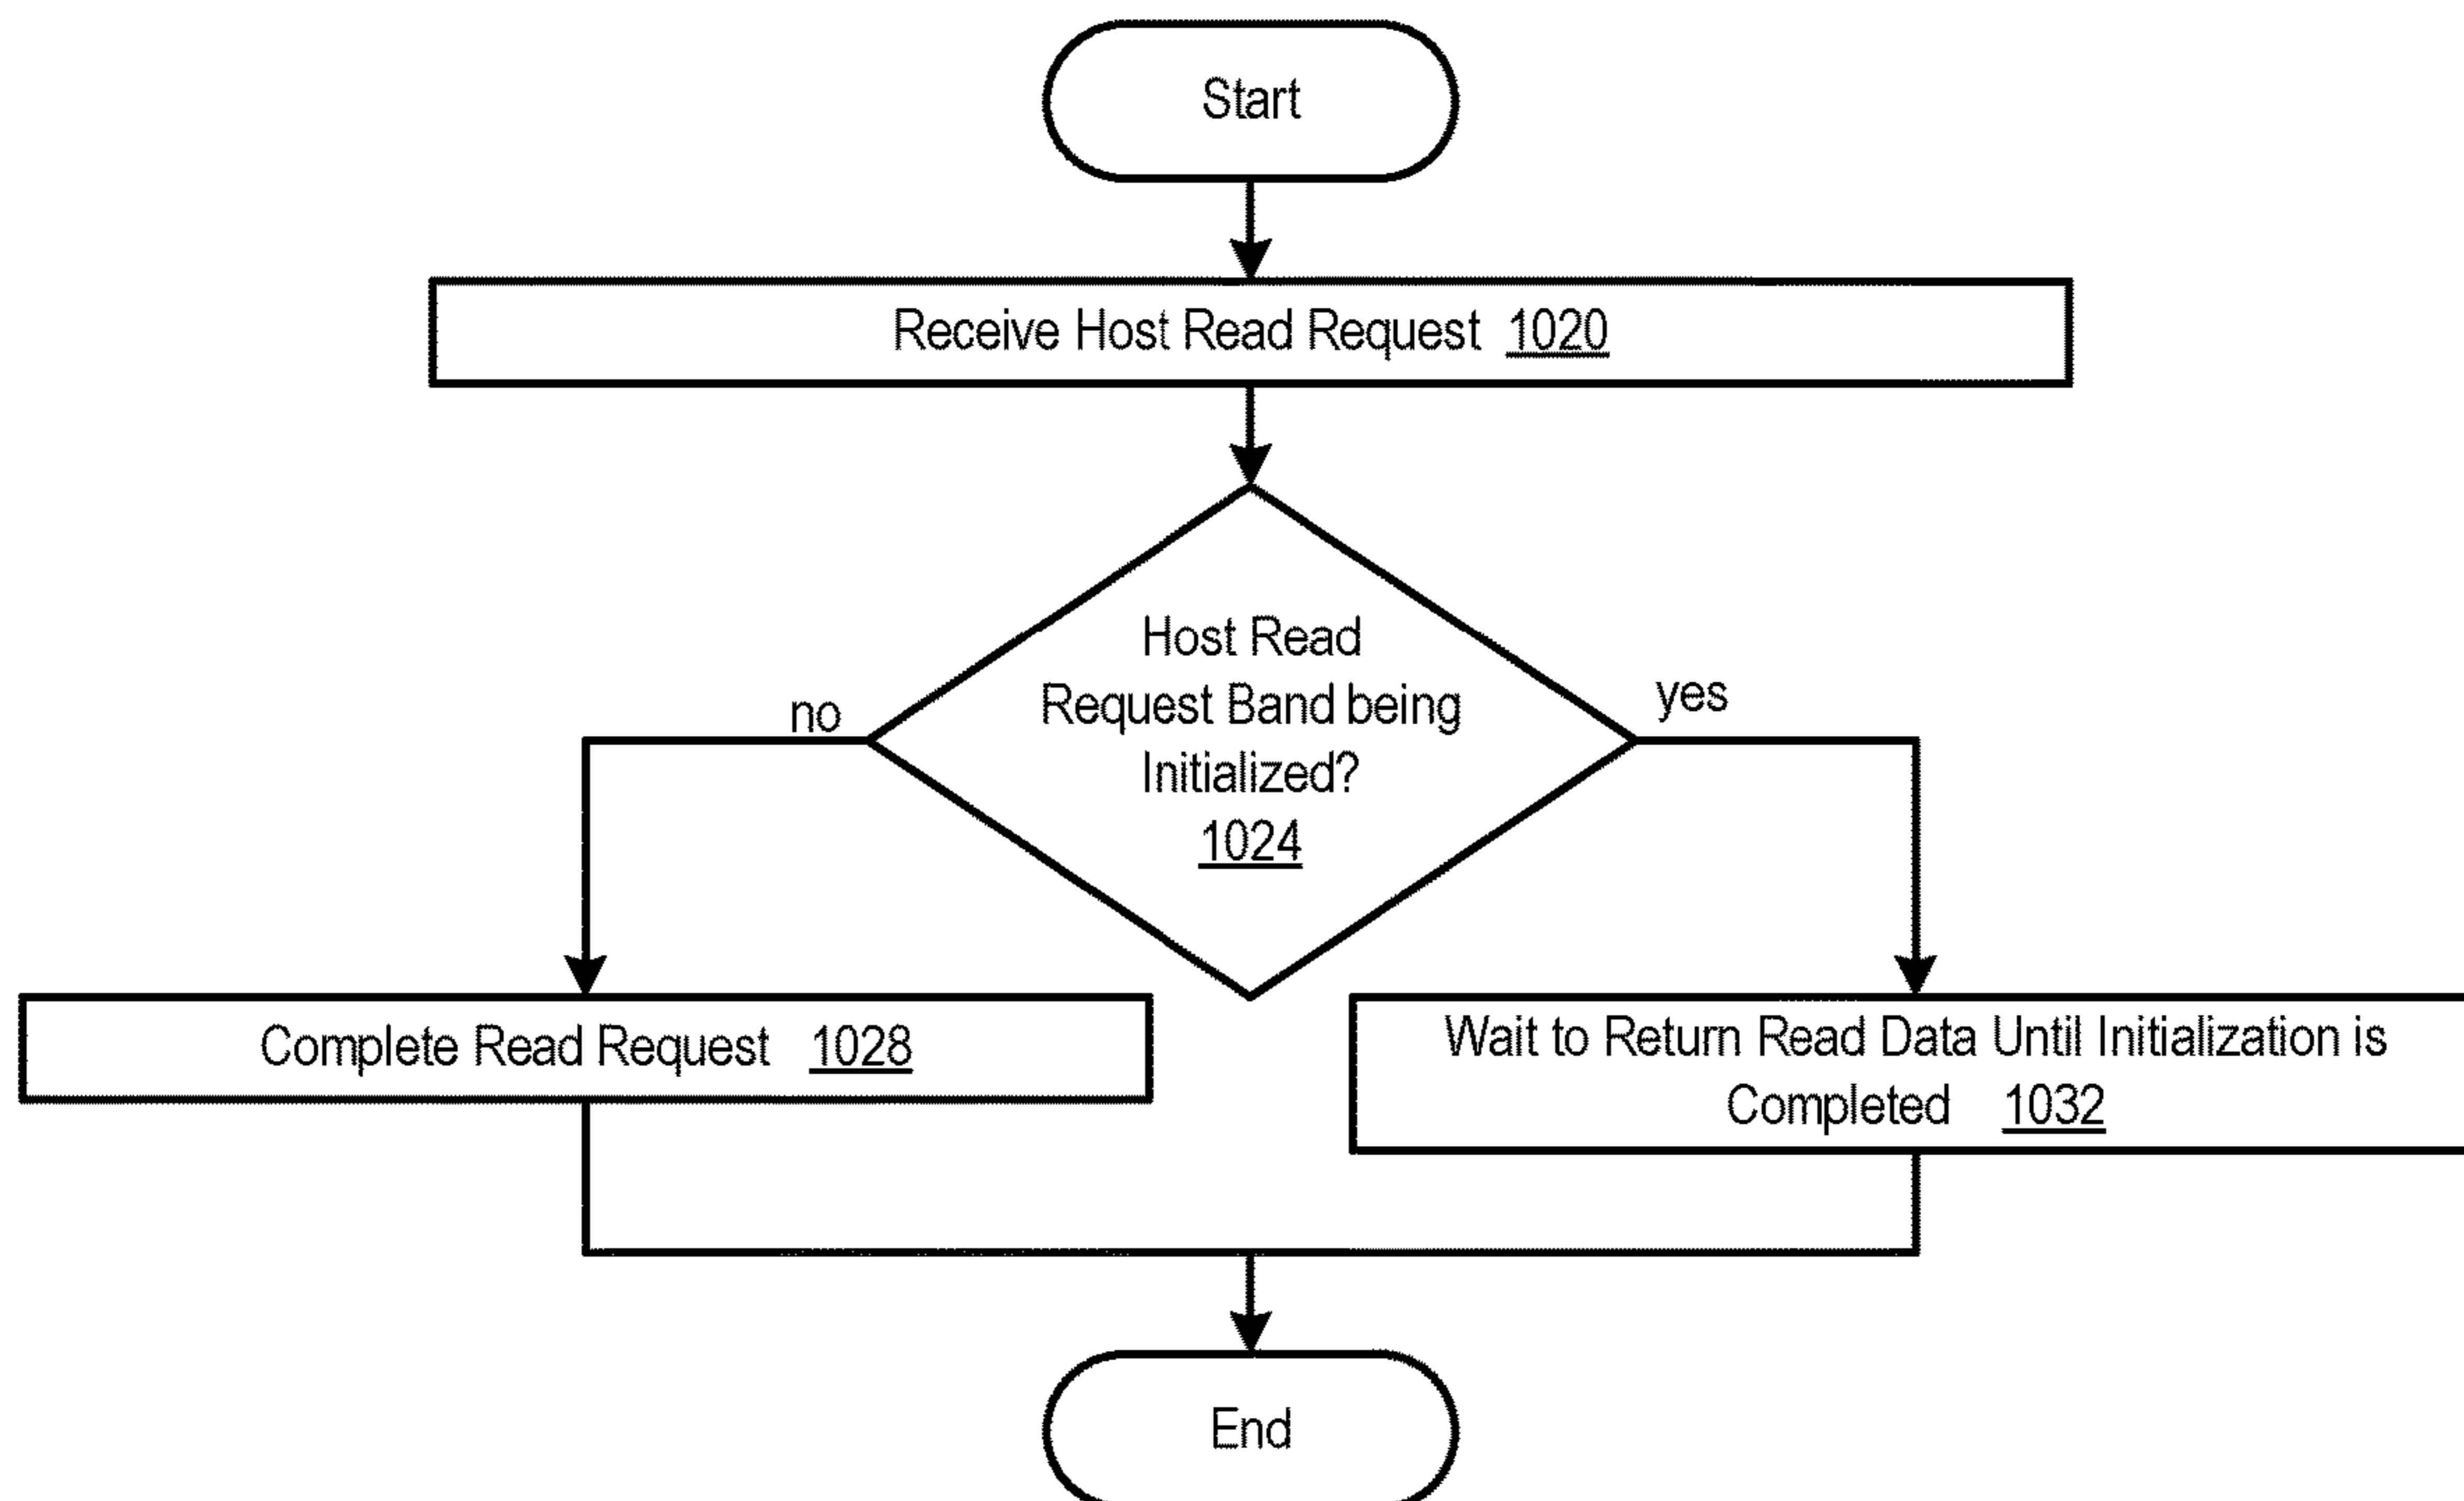 Start
Receive Host Read Request 1020
Host Read
Request Band being
Initialized?
1024
no
yes
Complete Read Request 1028
Wait to Return Read Data Until Initialization is
Completed 1032
End